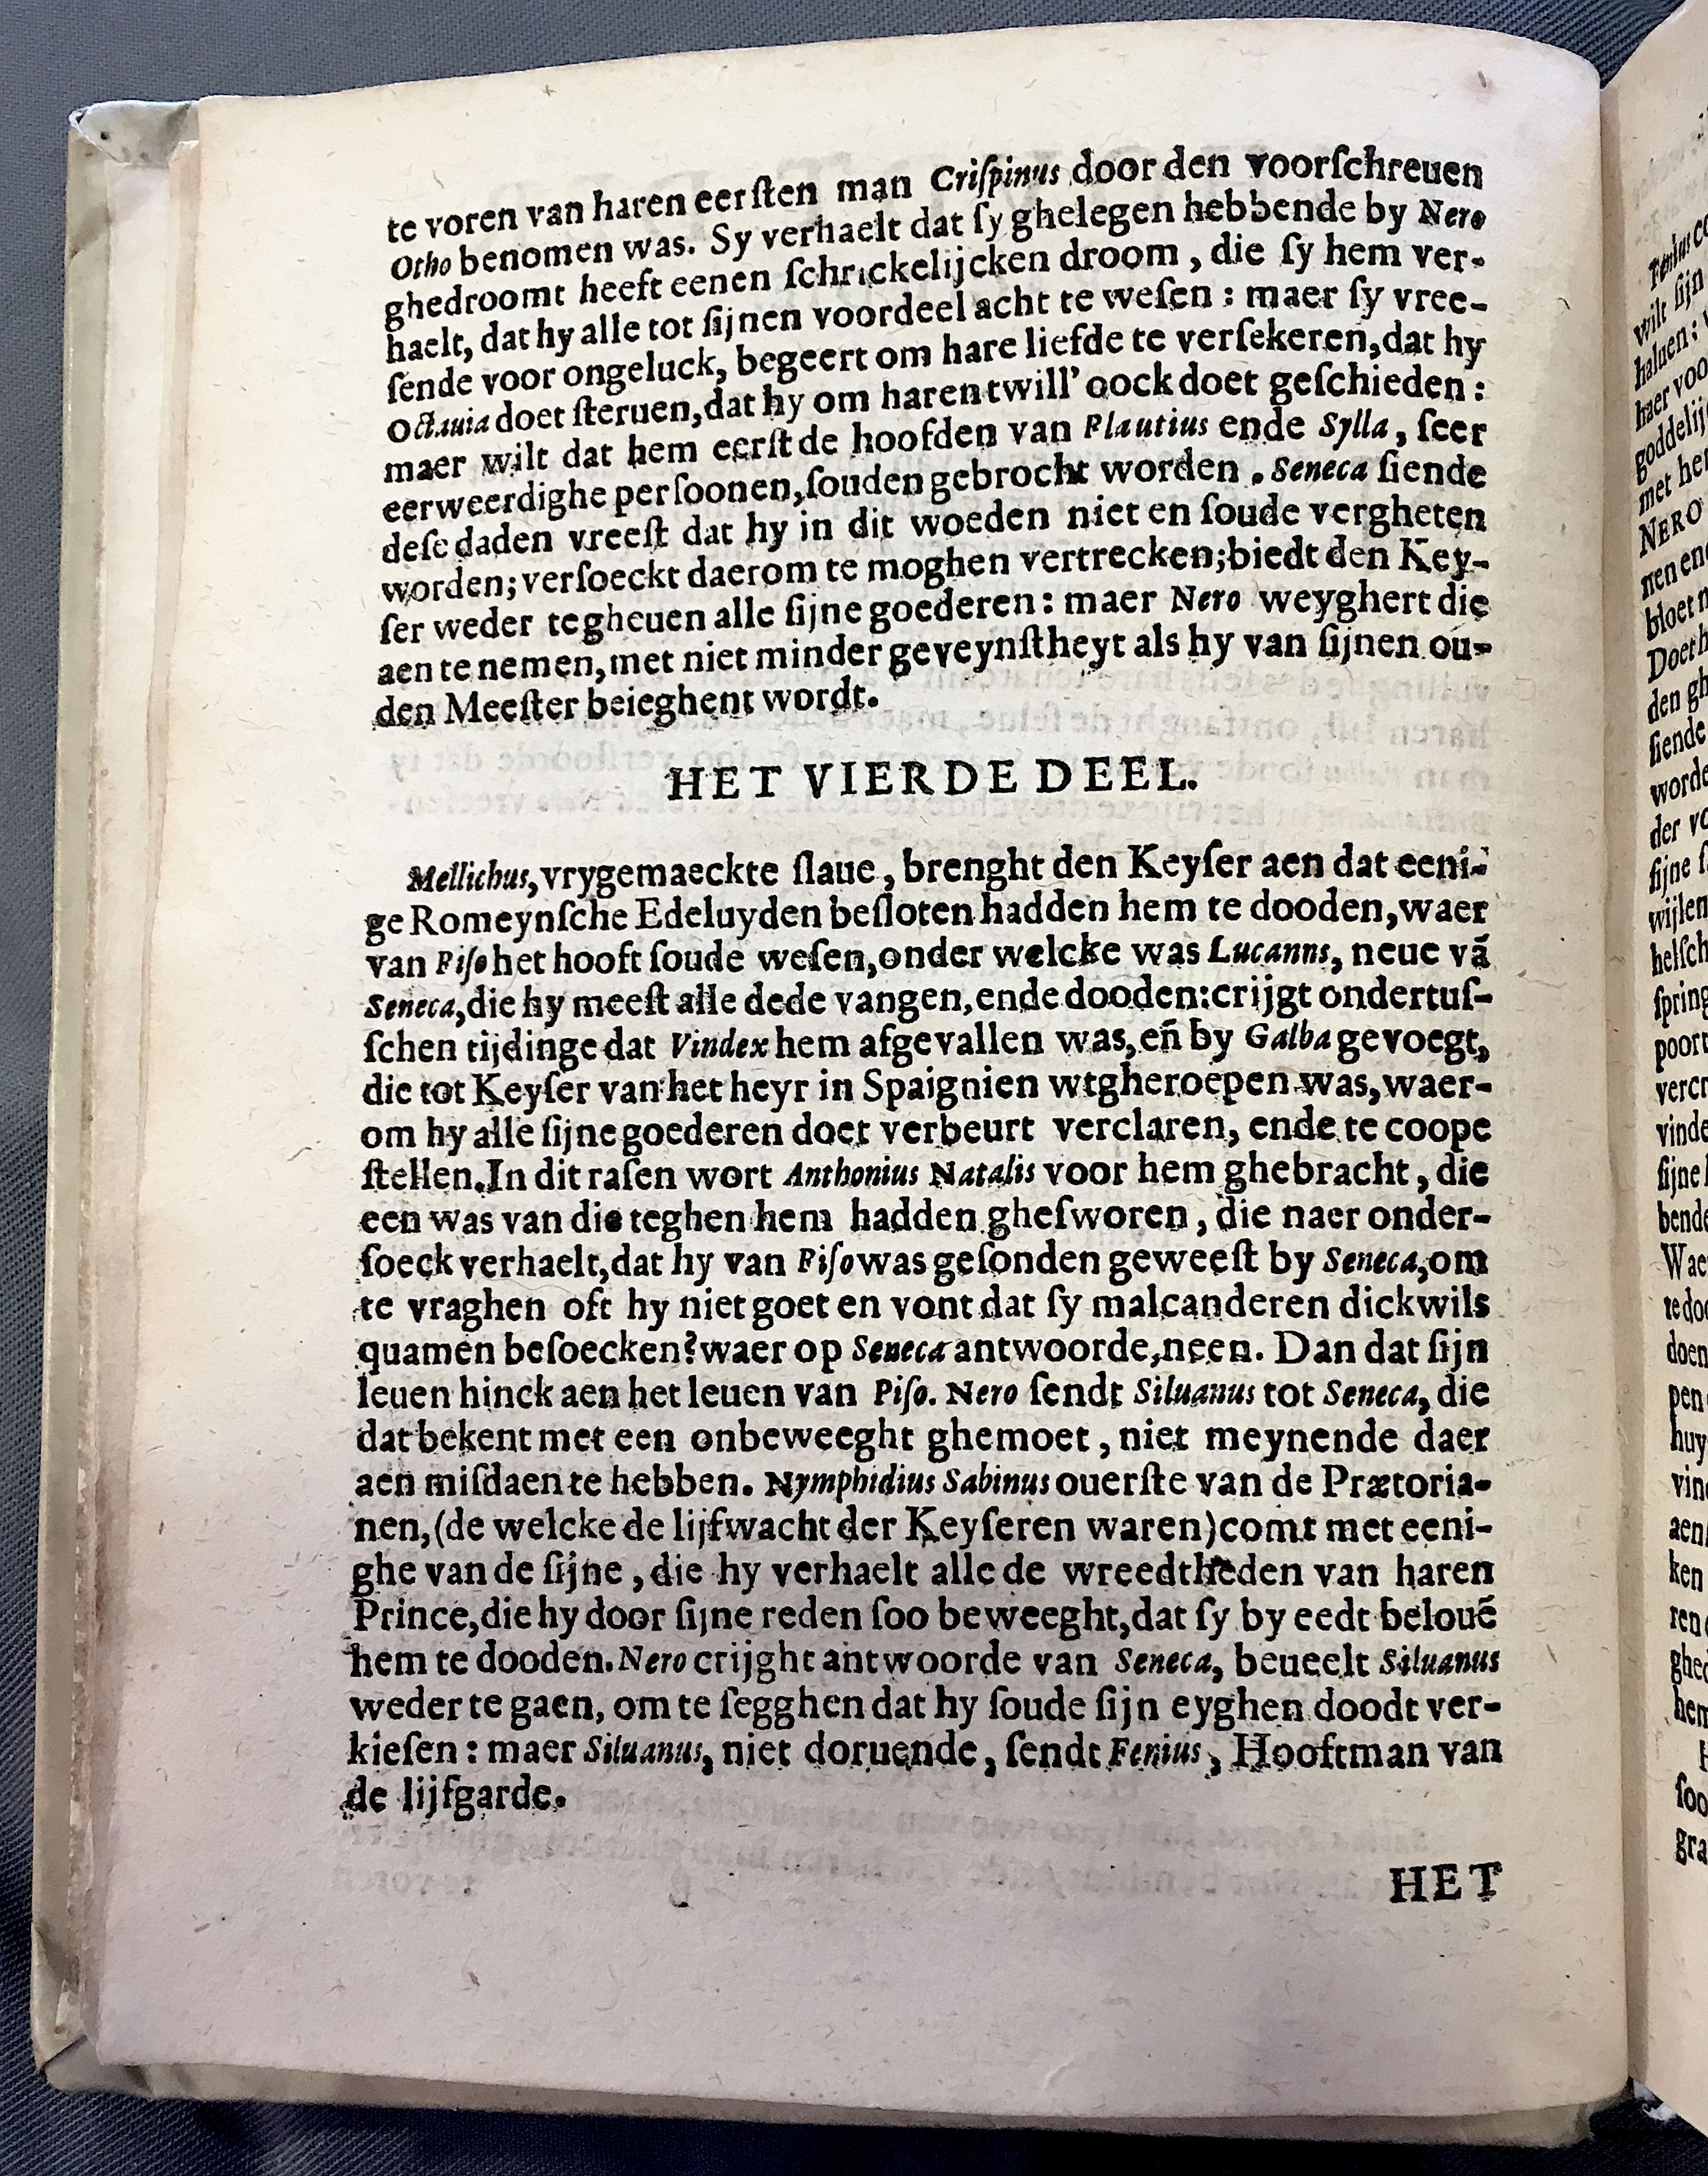 te voren van haren eersten man Criſpinus door den voorſchreuen
Otho benomen was. Sy verhaelt dat ſy ghelegen hebbende by Nero
ghedroomt heeft eenen ſchrickelijcken droom, die ſy hem ver-
haelt, dat hy alle tot ſijnen voordeel acht te weſen: maer ſy vree-
ſende voor ongeluck, begeert om hare liefde te verſekeren, dat hy
Octauia doet ſteruen, dat hy om harentwill' oock doet geſchieden:
maer wilt dat hem eerſt de hoofden van Plautius ende Sylla, ſeer
eerweerdighe perſoonen, ſouden gebrocht worden. Seneca ſiende
deſe daden vreeſt dat hy in dit woeden niet en ſoude vergheten
worden; verſoeckt daerom te moghen vertrecken; biedt den Key-
ſer weder te gheuen alle ſijne goederen: maer Nero weyghert die
aen te nemen, met niet minder geveynſtheyt als hy van ſijnen ou-
den Meeſter beieghent wordt.
HET VIERDE DEEL.
Mellichus, vrygemaeckte ſlaue, brenght den Keyſer aen dat eeni-
ge Romeynſche Edeluyden beſloten hadden hem te dooden, waer
van Piſo het hooft ſoude weſen, onder welcke was Lucanns, neue vã
Seneca, die hy meeſt alle dede vangen, ende dooden: crijgt ondertuſ-
ſchen tijdinge dat Vindex hem afgevallen was, eñ by Galba gevoegt,
die tot Keyſer van het heyr in Spaignien wtgheroepen was, waer-
om hy alle ſijne goederen doet verbeurt verclaren, ende te coope
ſtellen. In dit raſen wort Anthonius Natalis voor hem ghebracht, die
een was van die teghen hem hadden gheſworen, die naer onder-
ſoeck verhaelt, dat hy van Piſo was geſonden geweeſt by Seneca, om
te vraghen oft hy niet goet en vont dat ſy malcanderen dickwils
quamen beſoecken? waer op Seneca antwoorde, neen. Dan dat ſijn
leuen hinck aen het leuen van Piſo. Nero ſendt Siluanus tot Seneca, die
dat bekent met een onbeweeght ghemoet, niet meynende daer
aen miſdaen te hebben. Nymphidius Sabinus ouerſte van de Prætoria-
nen, (de welcke de lijfwacht der Keyſeren waren) comt met eeni-
ghe van de ſijne, die hy verhaelt alle de wreedtheden van haren
Prince, die hy door ſijne reden ſoo beweeght, dat ſy by eedt belouẽ
hem te dooden. Nero crijght antwoorde van Seneca, beueelt Siluanus
weder te gaen, om te ſegghen dat hy ſoude ſijn eyghen doodt ver-
kieſen: maer Siluanus, niet doruende, ſendt Fenius, Hooftman van
de lijfgarde.
HET